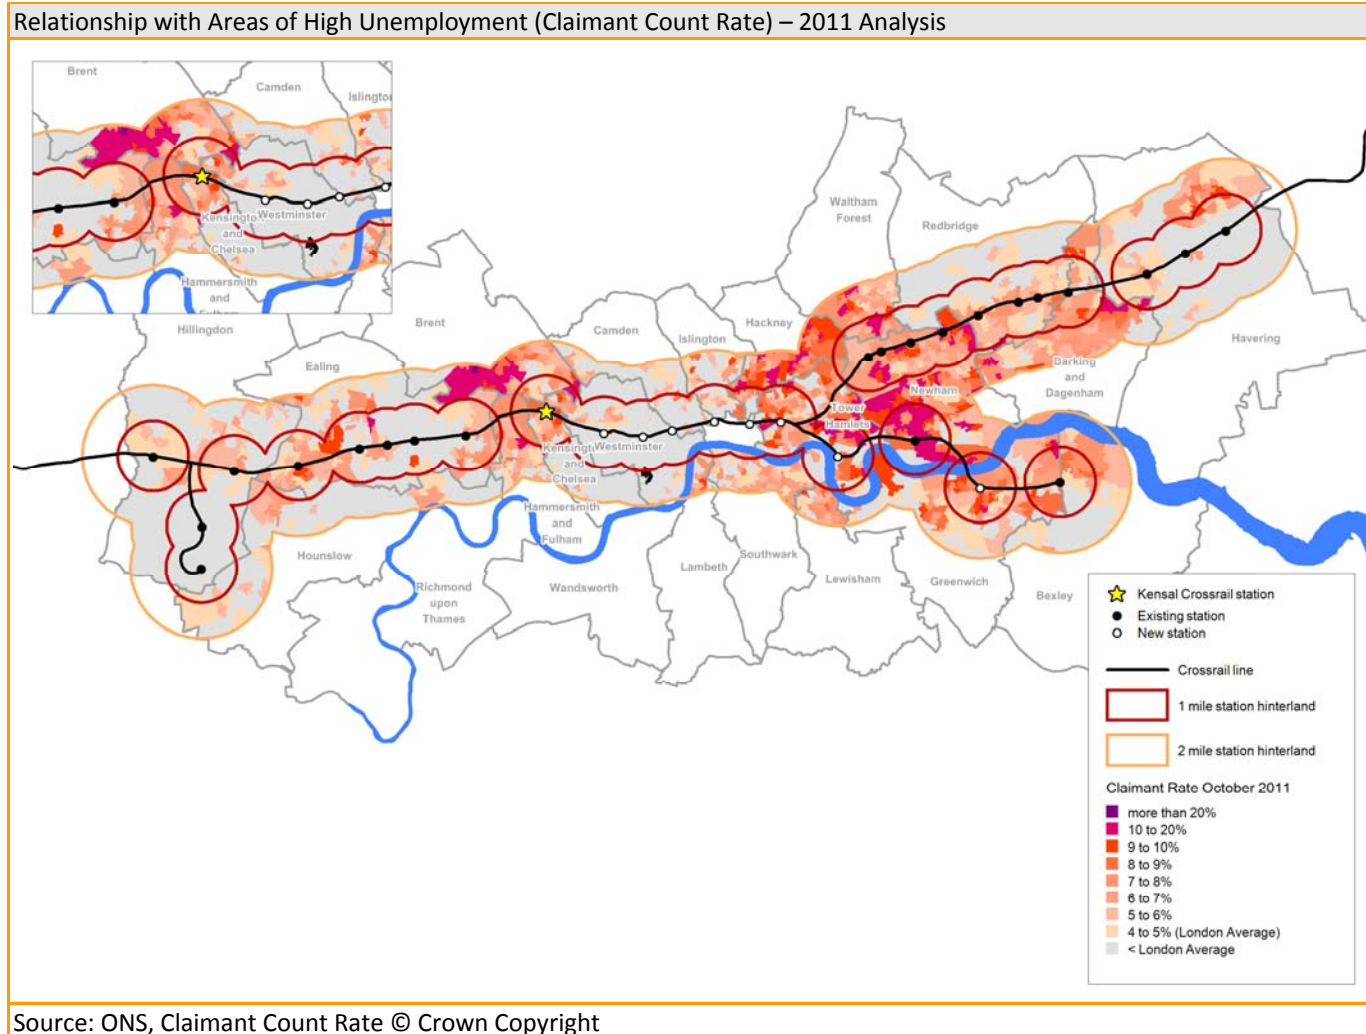 Relationship with Areas of High Unemployment (Claimant Count Rate) – 2011 Analysis
Brent
Camden
Islington
Kensington
and
Chelsea
Westminster
Hammersmith
and
Fulham
Hillingdon
Ealing
Brent
Camden
Islington
Hackney
Waltham
Forest
Redbridge
Havering
Barking
and
Dagenham
Newham
Tower
Hamlets
Kensington
and
Chelsea
Westminster
Hammersmith
and
Fulham
Hounslow
Richmond
upon
Thames
Wandsworth
Lambeth
Southwark
Lewisham
Greenwich
Bexley
Kensal Crossrail station
Existing station
New station
Crossrail line
1 mile station hinterland
2 mile station hinterland
Claimant Rate October 2011
more than 20%
10 to 20%
9 to 10%
8 to 9%
7 to 8%
6 to 7%
5 to 6%
4 to 5% (London Average)
< London Average
Source: ONS, Claimant Count Rate © Crown Copyright